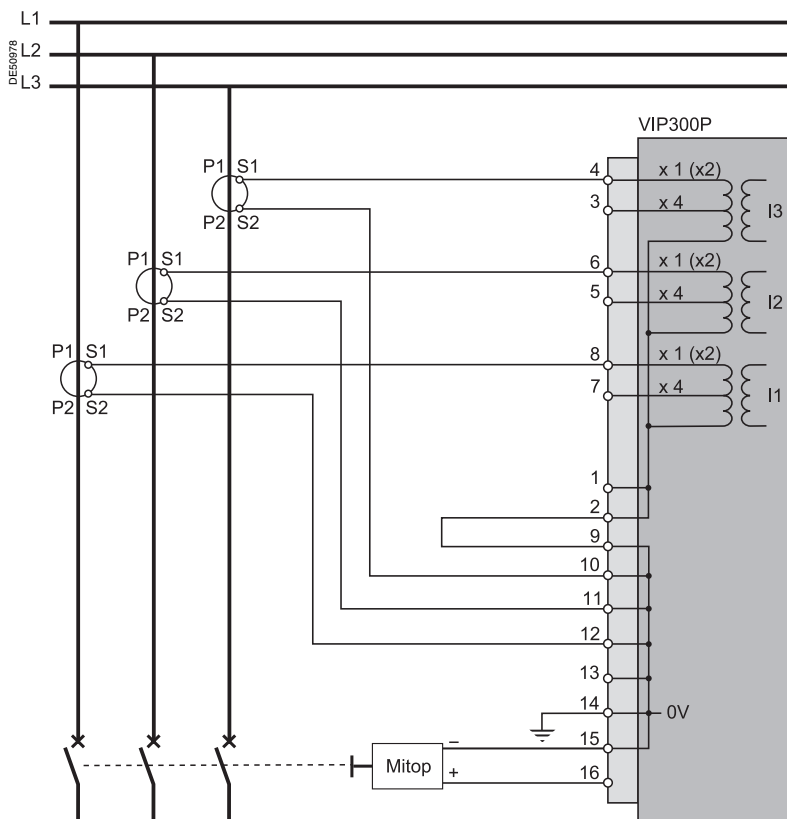 L1
DE50978
L2
L3
VIP300P
P1 S1
P2 S2
4
x 1 (x2)
3
x 4
I3
P1 S1
P2 S2
6
x 1 (x2)
5
x 4
I2
P1 S1
P2 S2
8
x 1 (x2)
7
x 4
I1
1
2
9
10
11
12
13
14
0V
15
16
Mitop
–
+